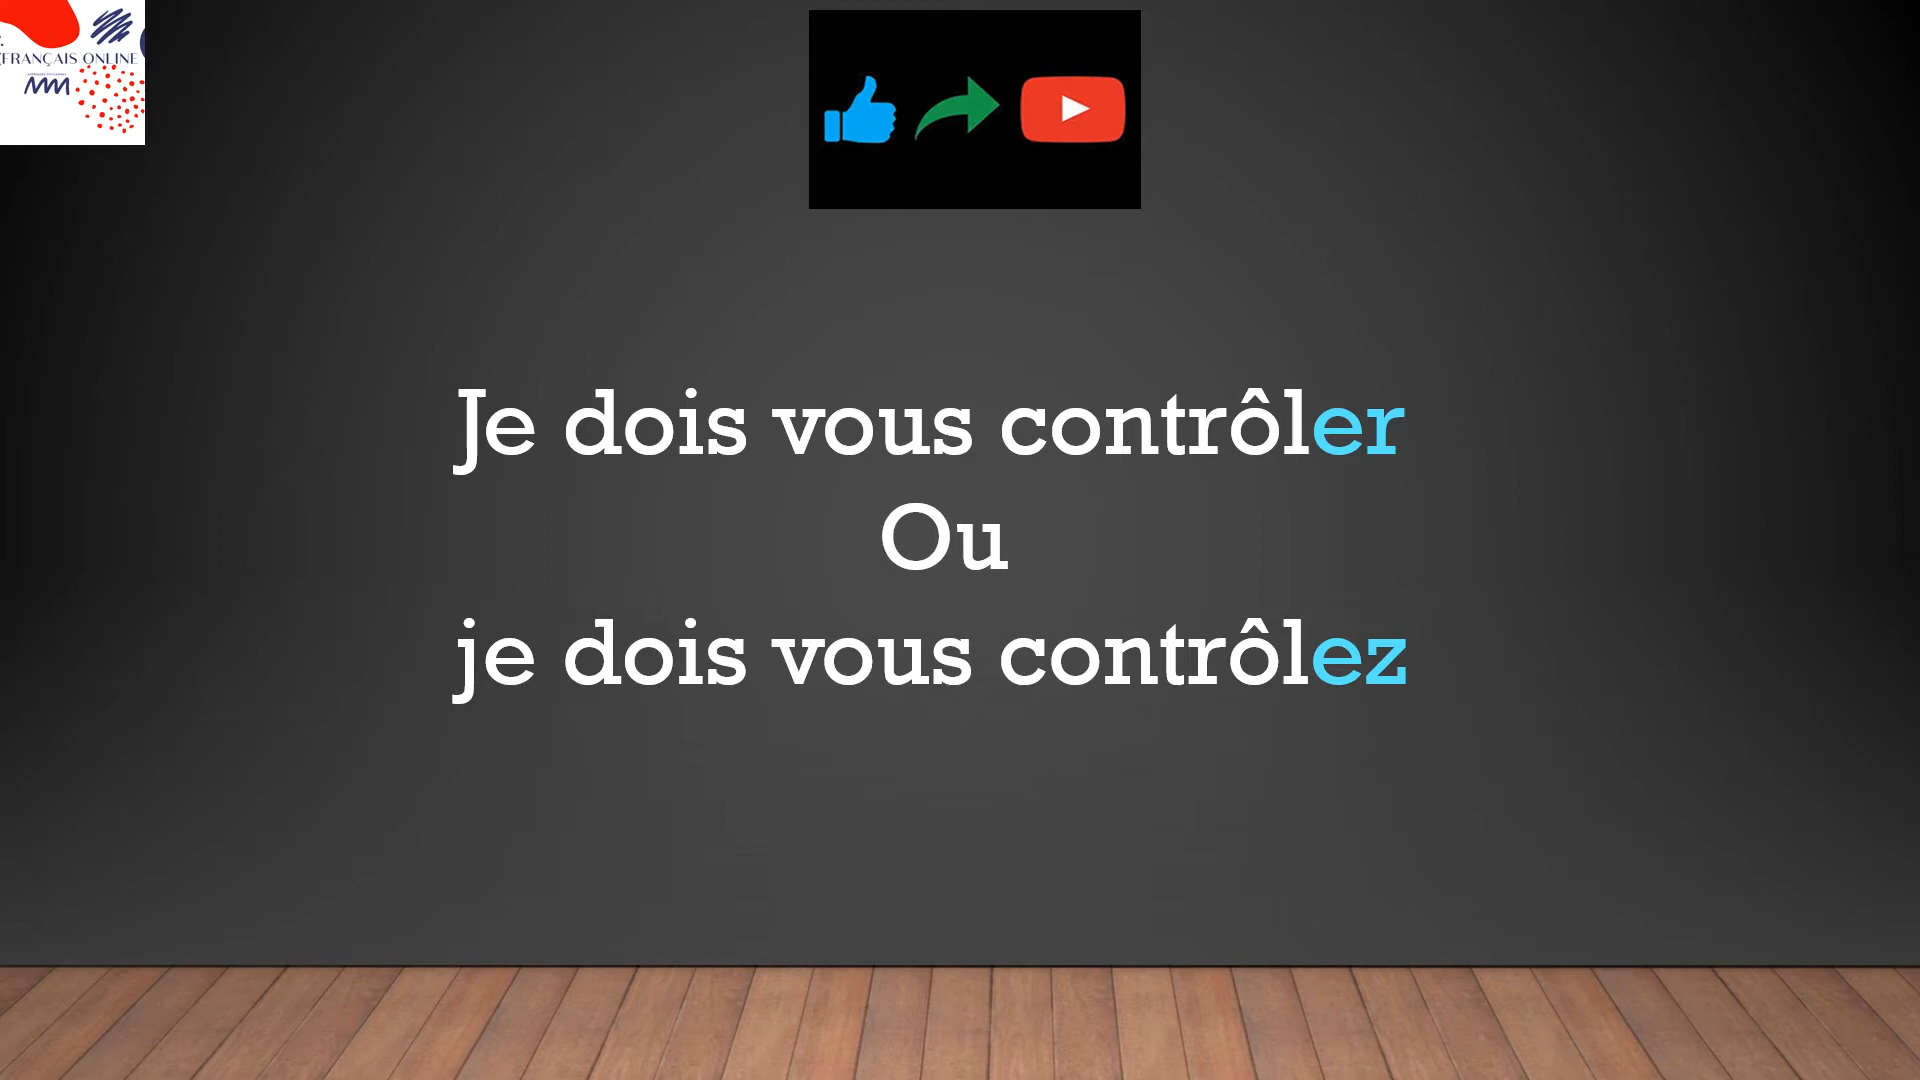 FRANÇAIS ONLINE
Je dois vous contrôler
Ou
je dois vous contrôlez